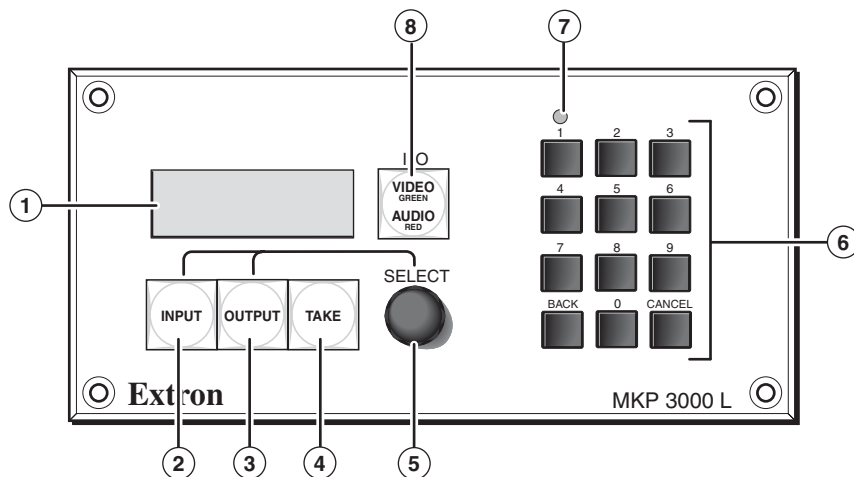 8
7
I/O
1 2 3
VIDEO
GREEN
AUDIO
RED
4 5 6
1
6
7 8 9
SELECT
BACK 0 CANCEL
INPUT OUTPUT TAKE
Extron
MKP 3000 L
2 3 4 5